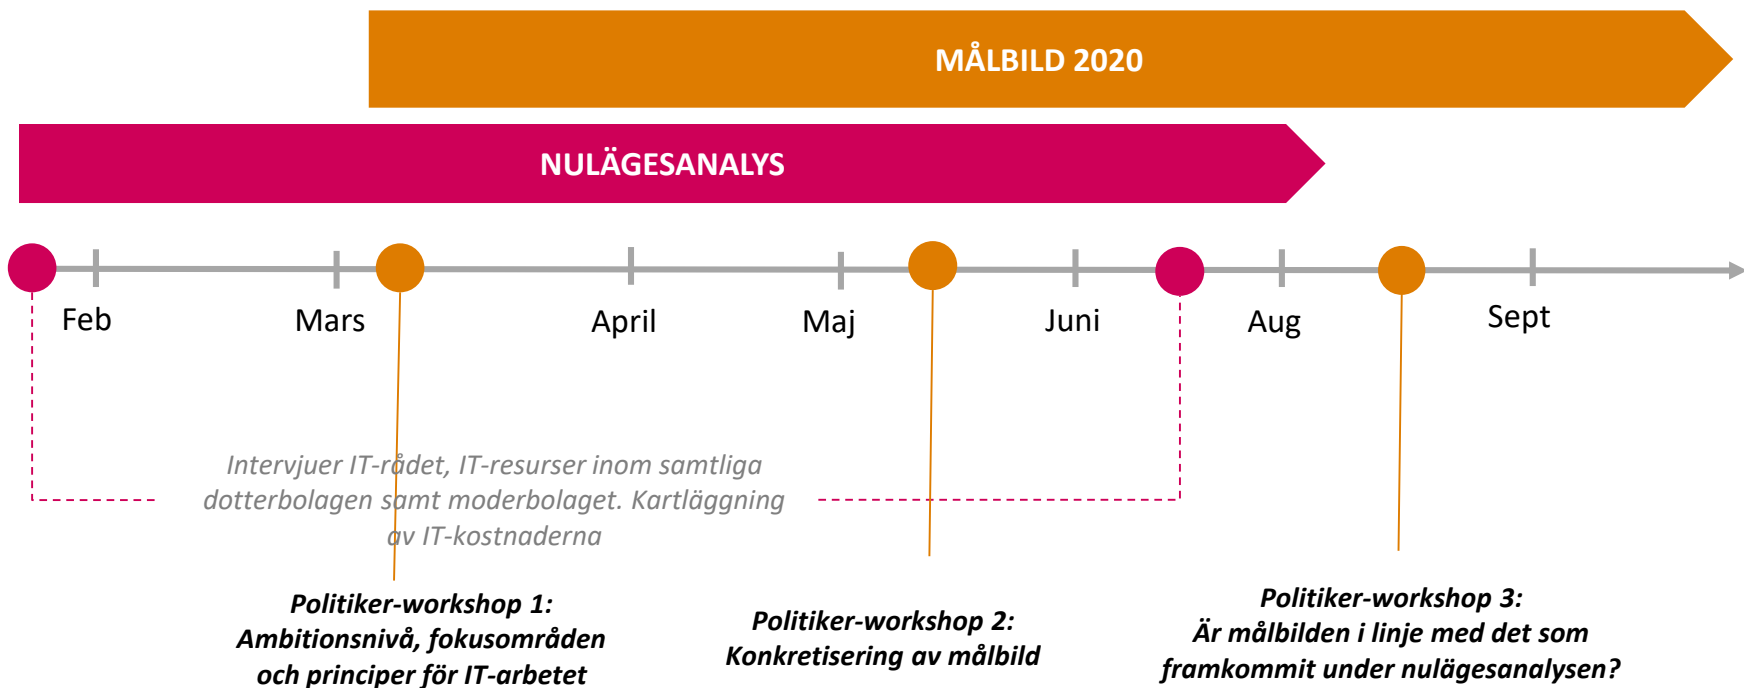 MÅLBILD 2020
NULÄGESANALYS
Feb
Mars
April
Maj
Juni
Aug
Sept
Intervjuer IT-rådet, IT-resurser inom samtliga
dotterbolagen samt moderbolaget. Kartläggning
av IT-kostnaderna
Politiker-workshop 1:
Ambitionsnivå, fokusområden
och principer för IT-arbetet
Politiker-workshop 2:
Konkretisering av målbild
Politiker-workshop 3:
Är målbilden i linje med det som
framkommit under nulägesanalysen?